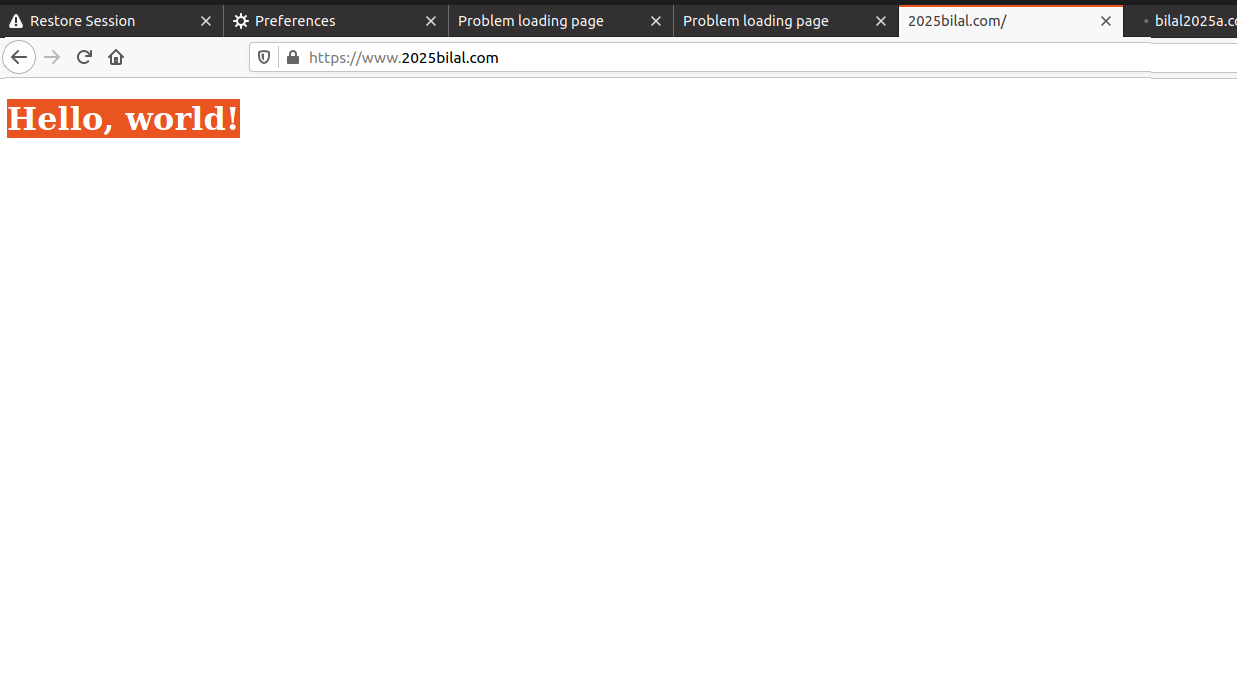 Restore Session
Preferences
Problem loading page
Problem loading page
2025bilal.com/
bilal2025a.co
https://www.2025bilal.com
Hello, world!